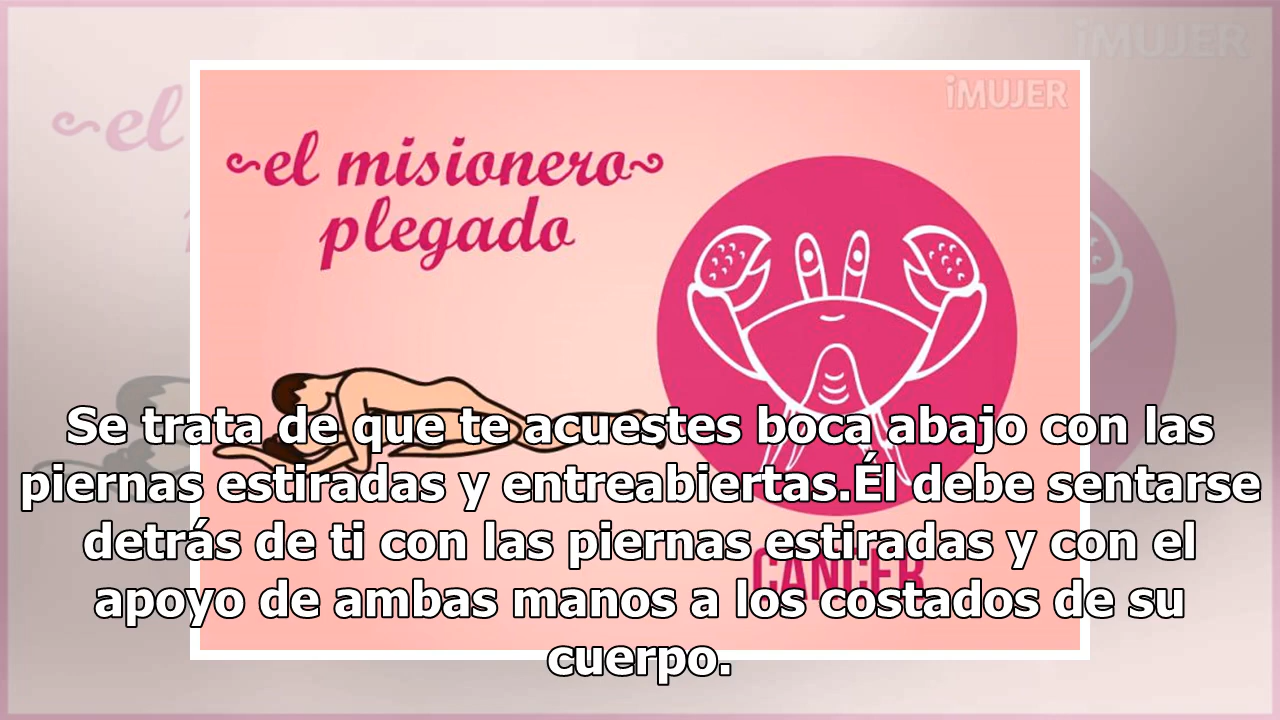 iMUJER
iMUJER
el
el misionero
plegado
CANCER
Se trata de que te acuestes boca abajo con las
piernas estiradas y entreabiertas.Él debe sentarse
detrás de ti con las piernas estiradas y con el
apoyo de ambas manos a los costados de su
cuerpo.